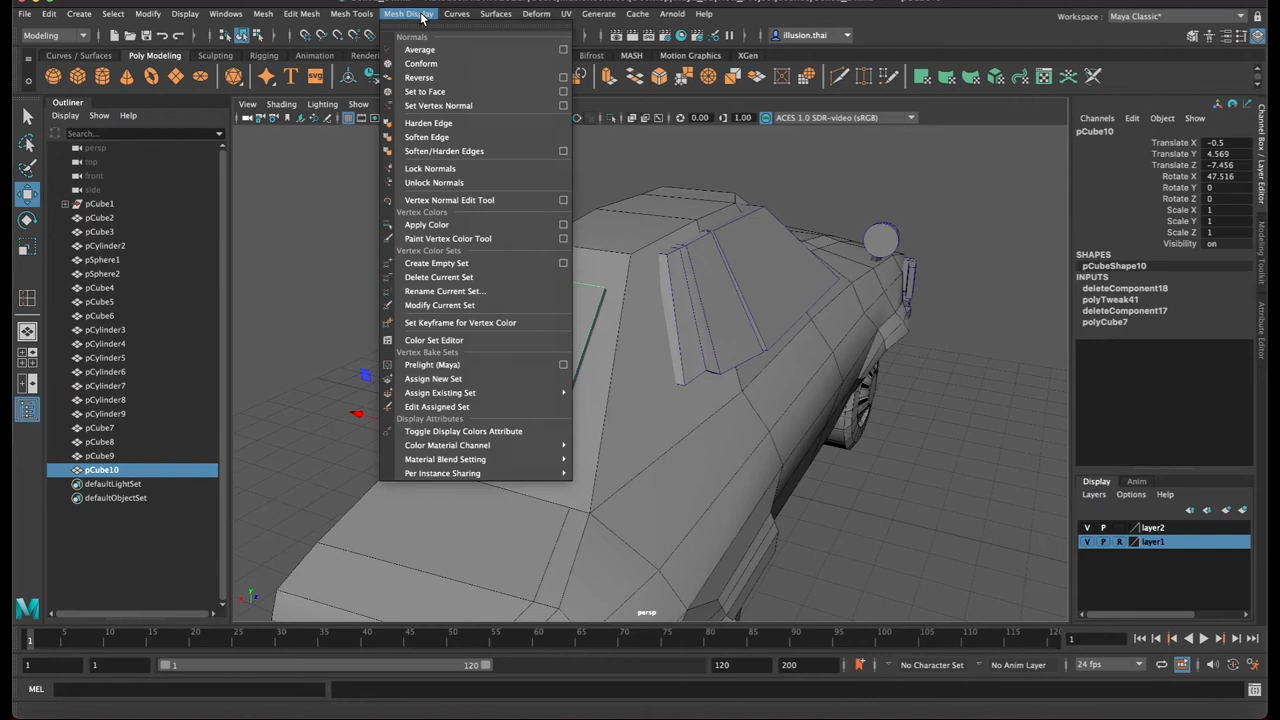 File Edit Create Select Modify Display Windows Mesh Edit Mesh Mesh Tools Mesh Display Curves Surfaces Deform UV Generate Cache Arnold Help Workspace : Maya Classic*
Modeling illusion.thai
Curves / Surfaces Poly Modeling Sculpting Rigging Animation MASH Motion Graphics XGen
Outliner
Display Show Help
Search...
persp
top
front
side
pCube1
pCube2
pCube3
pCylinder2
pSphere1
pSphere2
pCube4
pCube5
pCube6
pCylinder3
pCylinder4
pCylinder5
pCylinder6
pCylinder7
pCylinder8
pCylinder9
pCube7
pCube8
pCube9
pCube10
defaultLightSet
defaultObjectSet
View Shading Lighting Show
0.00 1.00 ACES 1.0 SDR-video (sRGB)
Normals
Average
Conform
Reverse
Set to Face
Set Vertex Normal
Harden Edge
Soften Edge
Soften/Harden Edges
Lock Normals
Unlock Normals
Vertex Normal Edit Tool
Vertex Colors
Apply Color
Paint Vertex Color Tool
Vertex Color Sets
Create Empty Set
Delete Current Set
Rename Current Set...
Modify Current Set
Set Keyframe for Vertex Color
Color Set Editor
Vertex Bake Sets
Prelight (Maya)
Assign New Set
Assign Existing Set
Edit Assigned Set
Display Attributes
Toggle Display Colors Attribute
Color Material Channel
Material Blend Setting
Per Instance Sharing
persp
Channels Edit Object Show
pCube10
Translate X -0.5
Translate Y 4.569
Translate Z -7.456
Rotate X 47.516
Rotate Y 0
Rotate Z 0
Scale X 1
Scale Y 1
Scale Z 1
Visibility on
SHAPES
pCubeShape10
INPUTS
deleteComponent18
polyTweak41
deleteComponent17
polyCube7
Display Anim
Layers Options Help
V P layer2
V P R layer1
Channel Box / Layer Editor
Modeling Toolkit
Attribute Editor
5 10 15 20 25 30 35 40 45 50 55 60 65 70 75 80 85 90 95 100 105 110 115 120
1 1
1 1 1 120 120 200 No Character Set No Anim Layer 24 fps
MEL